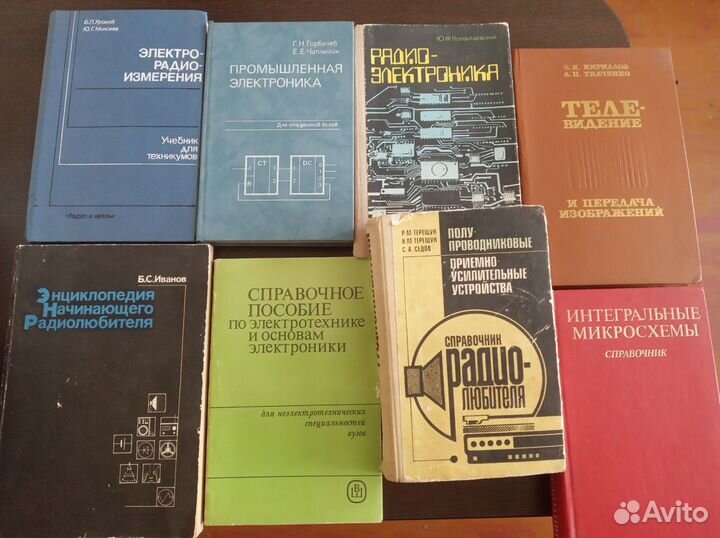 Б.П. Хромой
Ю.Г. Моисеев
ЭЛЕКТРО-
РАДИО-
ИЗМЕРЕНИЯ
Учебник
для
техникумов
«Радио и связь»
Г.Н. Горбачев
Е.Е. Чаплыгин
ПРОМЫШЛЕННАЯ
ЭЛЕКТРОНИКА
Для студентов вузов
CT
DC
Ю.Ф. Колонтаевский
РАДИО-
ЭЛЕКТРОНИКА
В. И. КИРИЛЛОВ
А. П. ТКАЧЕНКО
ТЕЛЕ-
ВИДЕНИЕ
И ПЕРЕДАЧА
ИЗОБРАЖЕНИЙ
Б.С. Иванов
Энциклопедия
Начинающего
Радиолюбителя
СПРАВОЧНОЕ
ПОСОБИЕ
по электротехнике
и основам
электроники
для неэлектротехнических
специальностей
вузов
Р. М. ТЕРЕЩУК
К. М. ТЕРЕЩУК
С. А. СЕДОВ
ПОЛУ-
ПРОВОДНИКОВЫЕ
ПРИЕМНО-
УСИЛИТЕЛЬНЫЕ
УСТРОЙСТВА
СПРАВОЧНИК
РАДИО-
ЛЮБИТЕЛЯ
ИНТЕГРАЛЬНЫЕ
МИКРОСХЕМЫ
СПРАВОЧНИК
Avito